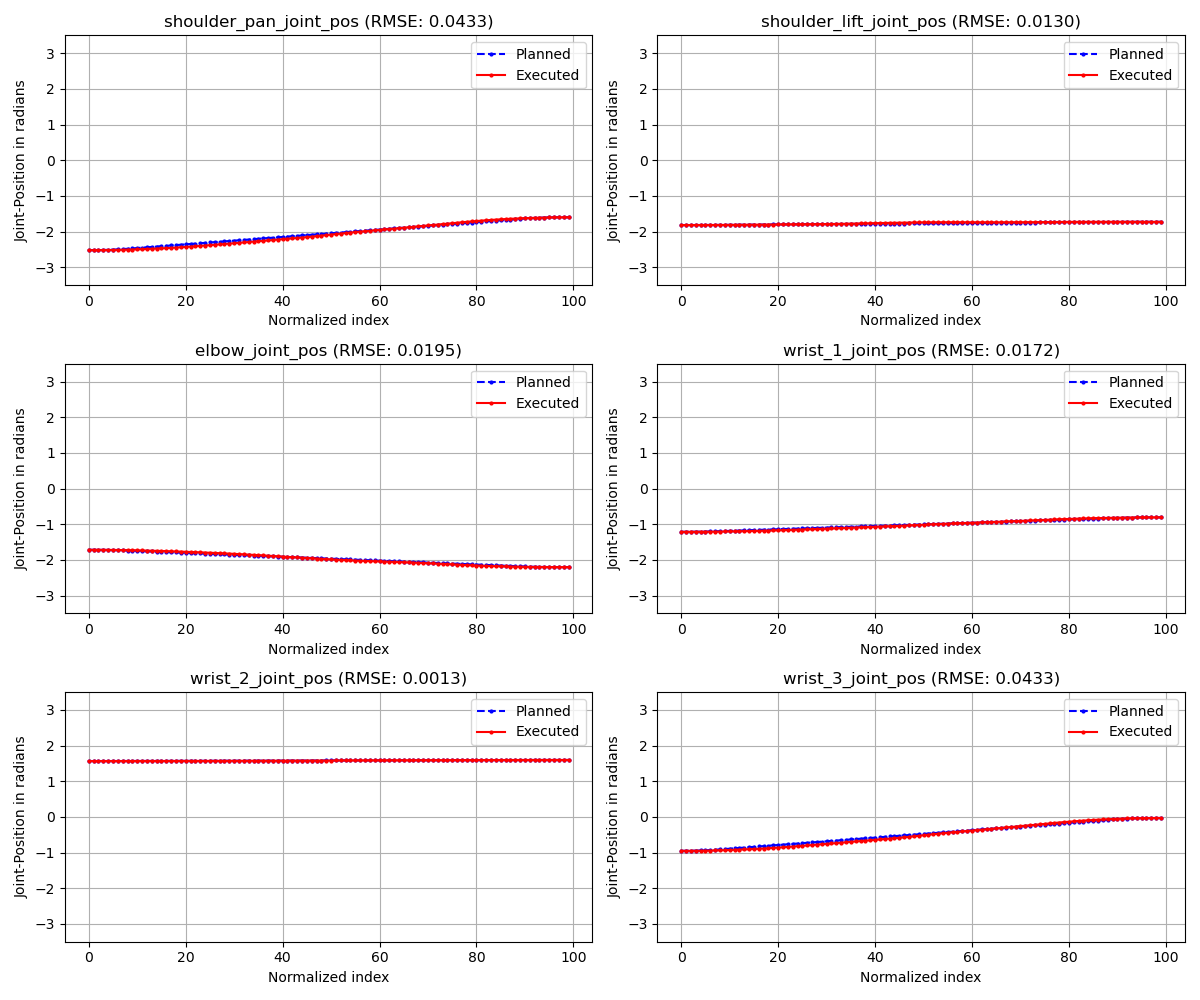 shoulder_pan_joint_pos (RMSE: 0.0433)
Joint-Position in radians
3
2
1
0
−1
−2
−3
Planned
Executed
0 20 40 60 80 100
Normalized index
shoulder_lift_joint_pos (RMSE: 0.0130)
Joint-Position in radians
3
2
1
0
−1
−2
−3
Planned
Executed
0 20 40 60 80 100
Normalized index
elbow_joint_pos (RMSE: 0.0195)
Joint-Position in radians
3
2
1
0
−1
−2
−3
Planned
Executed
0 20 40 60 80 100
Normalized index
wrist_1_joint_pos (RMSE: 0.0172)
Joint-Position in radians
3
2
1
0
−1
−2
−3
Planned
Executed
0 20 40 60 80 100
Normalized index
wrist_2_joint_pos (RMSE: 0.0013)
Joint-Position in radians
3
2
1
0
−1
−2
−3
Planned
Executed
0 20 40 60 80 100
Normalized index
wrist_3_joint_pos (RMSE: 0.0433)
Joint-Position in radians
3
2
1
0
−1
−2
−3
Planned
Executed
0 20 40 60 80 100
Normalized index